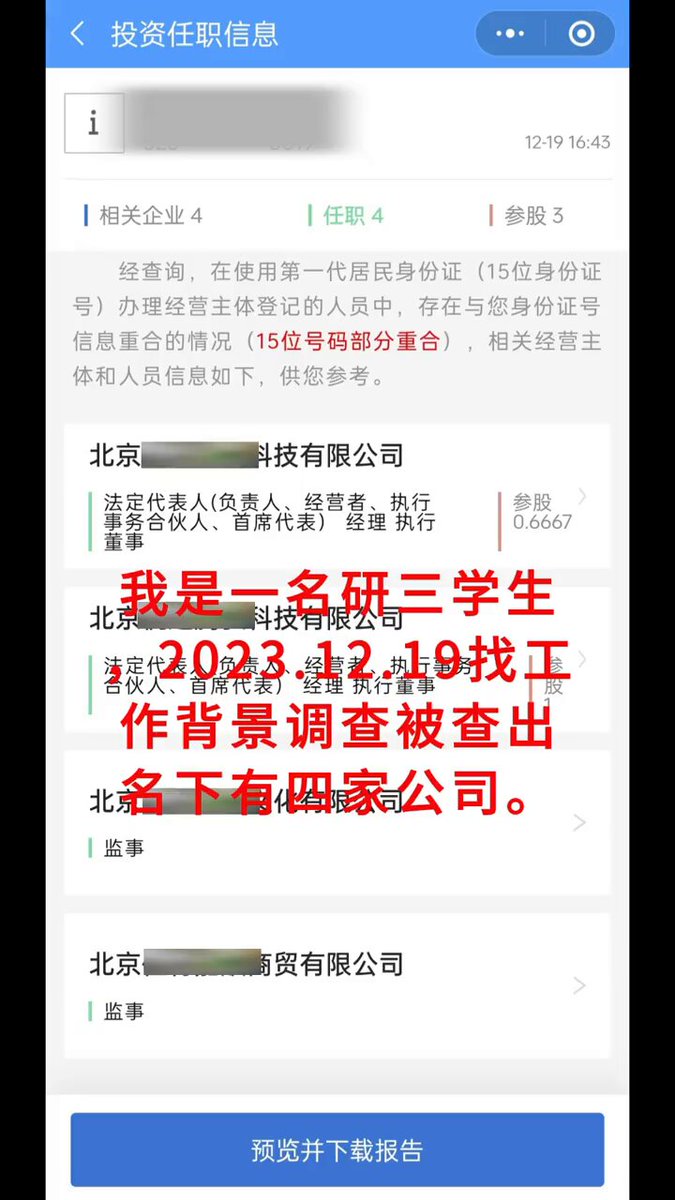 投资任职信息
i
12-19 16:43
相关企业 4 任职 4 参股 3
经查询，在使用第一代居民身份证（15位身份证
号）办理经营主体登记的人员中，存在与您身份证号
信息重合的情况（15位号码部分重合），相关经营主
体和人员信息如下，供您参考。
北京 科技有限公司
法定代表人(负责人、经营者、执行
事务合伙人、首席代表） 经理 执行
董事
参股
0.6667
北京 科技有限公司
法定代表人(负责人、经营者、执行事务
合伙人、首席代表） 经理 执行董事
参
股
1
北京 化有限公司
监事
北京 商贸有限公司
监事
我是一名研三学生
，2023.12.19找工
作背景调查被查出
名下有四家公司。
预览并下载报告